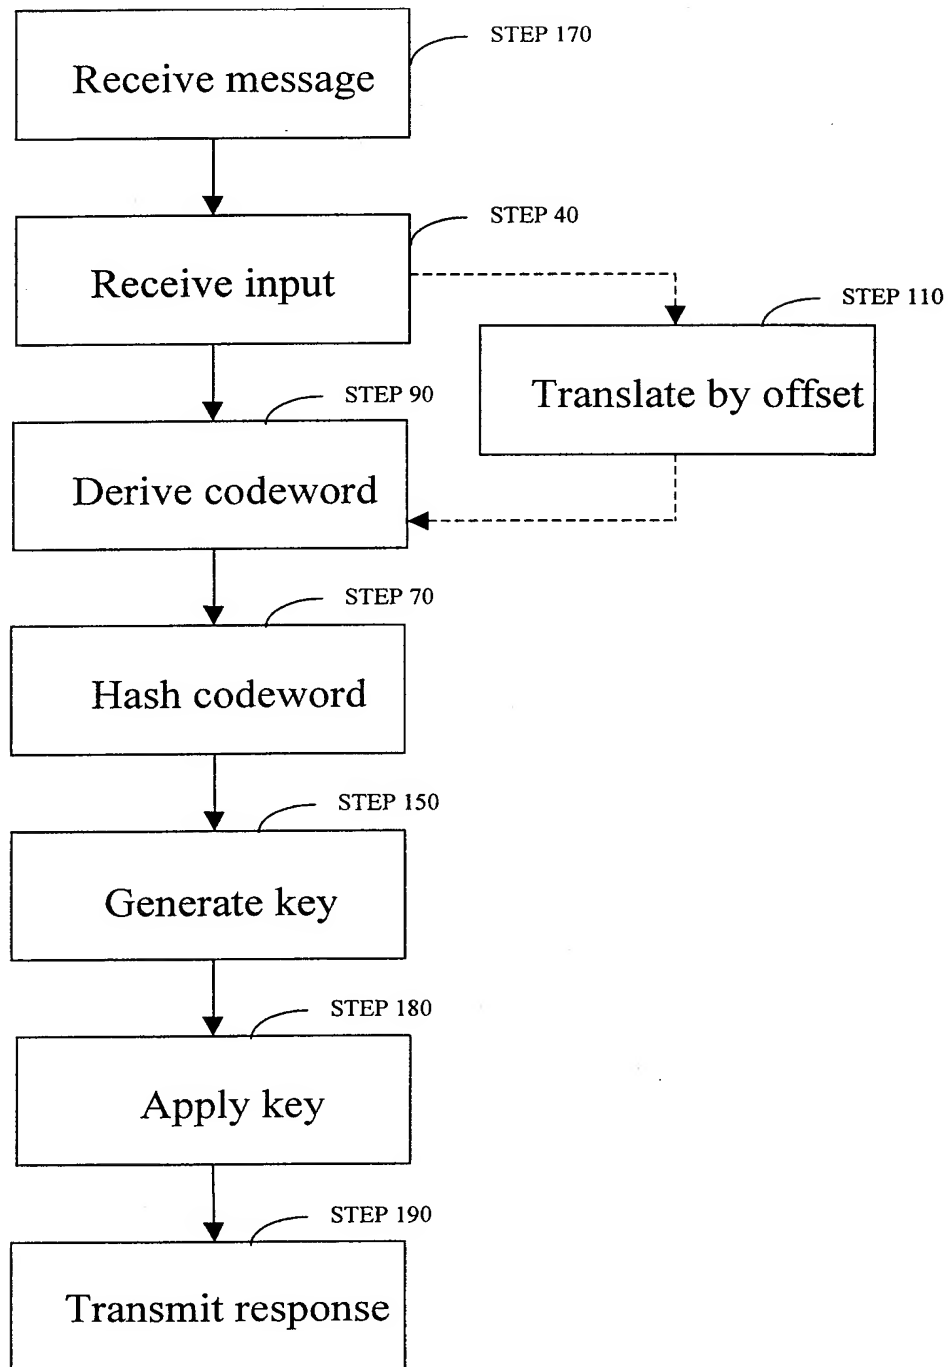 STEP 170
Receive message
STEP 40
Receive input
STEP 110
Translate by offset
STEP 90
Derive codeword
STEP 70
Hash codeword
STEP 150
Generate key
STEP 180
Apply key
STEP 190
Transmit response